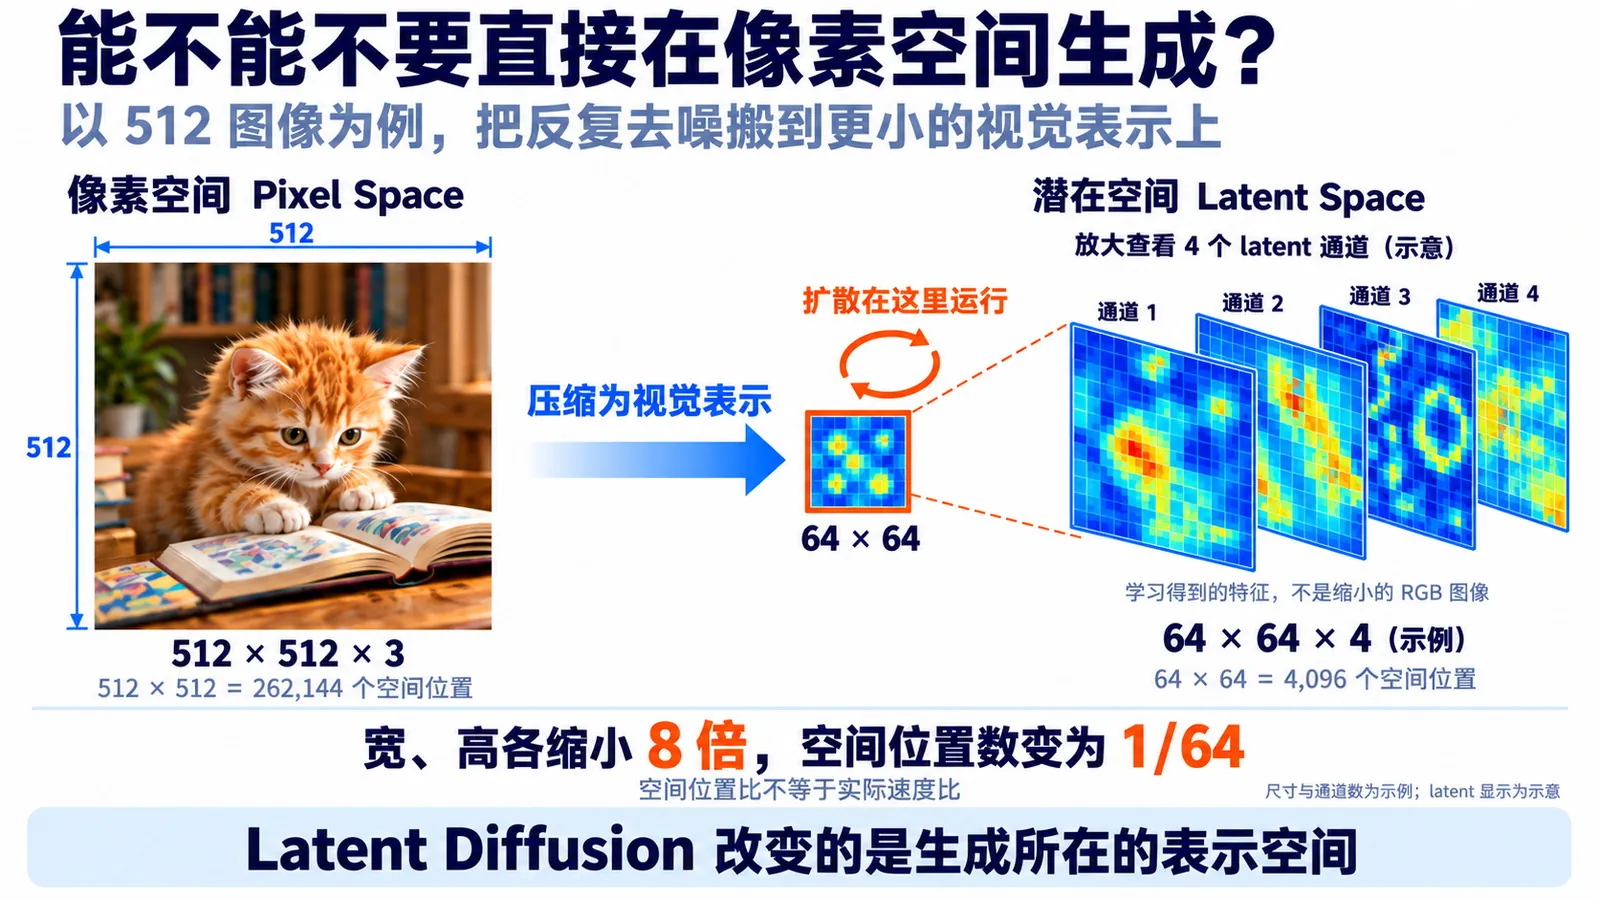 能不能不要直接在像素空间生成？
以 512 图像为例，把反复去噪搬到更小的视觉表示上
像素空间 Pixel Space
512
512
512 × 512 × 3
512 × 512 = 262,144 个空间位置
压缩为视觉表示
扩散在这里运行
64 × 64
潜在空间 Latent Space
放大查看 4 个 latent 通道（示意）
通道 1
通道 2
通道 3
通道 4
学习得到的特征，不是缩小的 RGB 图像
64 × 64 × 4（示例）
64 × 64 = 4,096 个空间位置
宽、高各缩小 8 倍，空间位置数变为 1/64
空间位置比不等于实际速度比
尺寸与通道数为示例；latent 显示为示意
Latent Diffusion 改变的是生成所在的表示空间